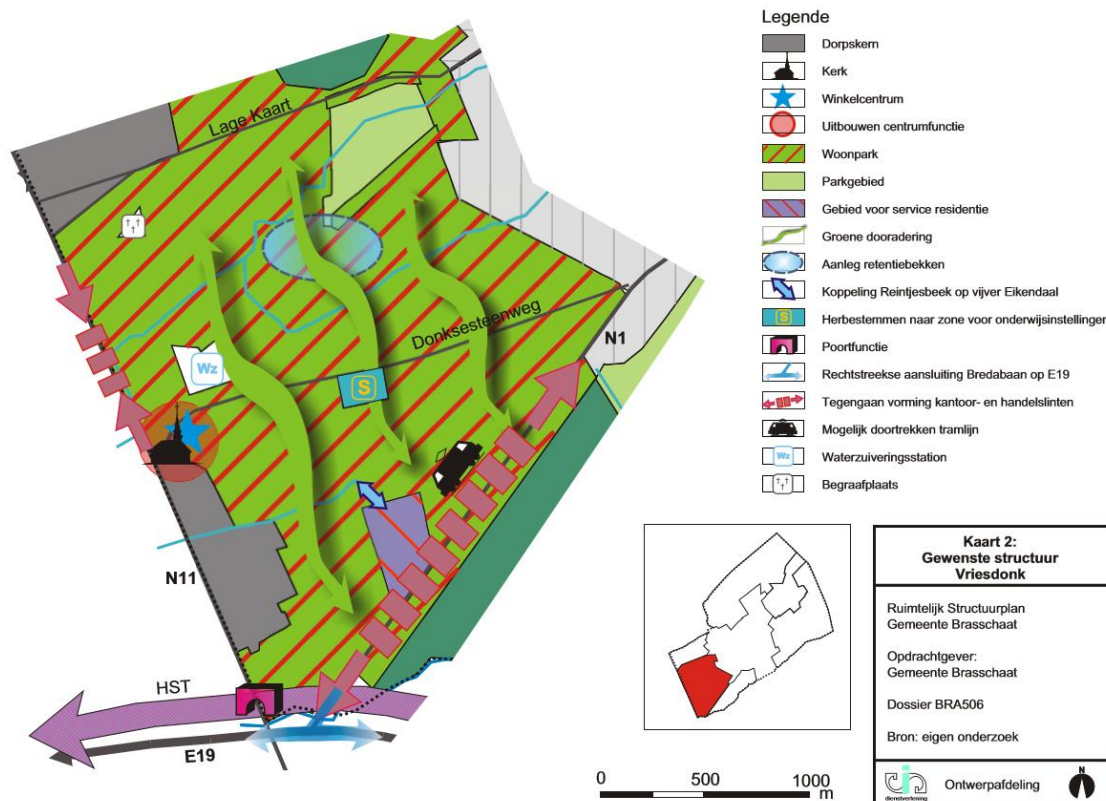 Legende
Dorpskern
Kerk
Winkelcentrum
Uitbouwen centrumfunctie
Woonpark
Parkgebied
Gebied voor service residentie
Groene dooradering
Aanleg retentiebekken
Koppeling Reintjesbeek op vijver Eikendaal
S
Herbestemmen naar zone voor onderwijsinstellingen
Poortfunctie
Rechtstreekse aansluiting Bredabaan op E19
Tegengaan vorming kantoor- en handelslinten
Mogelijk doortrekken tramlijn
Wz
Waterzuiveringsstation
Begraafplaats
Lage Kaart
Donksesteenweg
N1
Wz
S
N11
HST
E19
0 500 1000
m
Kaart 2:
Gewenste structuur
Vriesdonk
Ruimtelijk Structuurplan
Gemeente Brasschaat
Opdrachtgever:
Gemeente Brasschaat
Dossier BRA506
Bron: eigen onderzoek
dienstverlening
Ontwerpafdeling
N